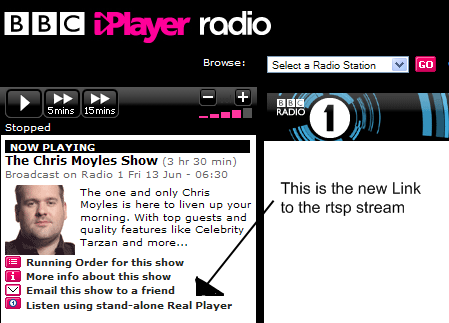 BBC iPlayer radio
Browse: Select a Radio Station GO
5mins 15mins
Stopped
BBC
RADIO 1
NOW PLAYING
The Chris Moyles Show (3 hr 30 min)
Broadcast on Radio 1 Fri 13 Jun - 06:30
The one and only Chris
Moyles is here to liven up your
morning. With top guests and
quality features like Celebrity
Tarzan and more...
Running Order for this show
More info about this show
Email this show to a friend
Listen using stand-alone Real Player
This is the new Link
to the rtsp stream